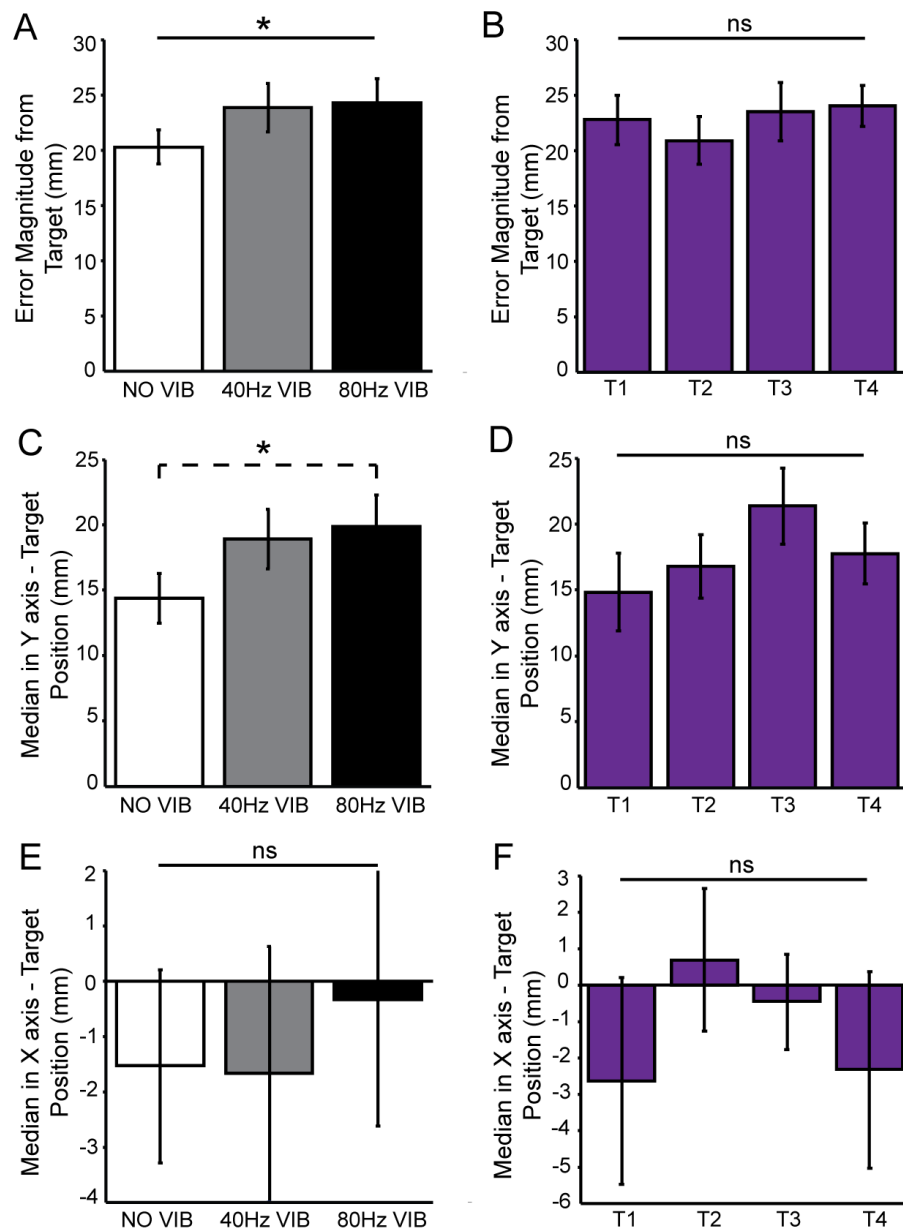 A
*
30
25
20
15
10
5
0
Error Magnitude from
Target (mm)
NO VIB 40Hz VIB 80Hz VIB
B
ns
30
25
20
15
10
5
0
Error Magnitude from
Target (mm)
T1 T2 T3 T4
C
*
25
20
15
10
5
0
Median in Y axis - Target
Position (mm)
NO VIB 40Hz VIB 80Hz VIB
D
ns
25
20
15
10
5
0
Median in Y axis - Target
Position (mm)
T1 T2 T3 T4
E
ns
2
1
0
-1
-2
-3
-4
Median in X axis - Target
Position (mm)
NO VIB 40Hz VIB 80Hz VIB
F
ns
3
2
1
0
-1
-2
-3
-4
-5
-6
Median in X axis - Target
Position (mm)
T1 T2 T3 T4